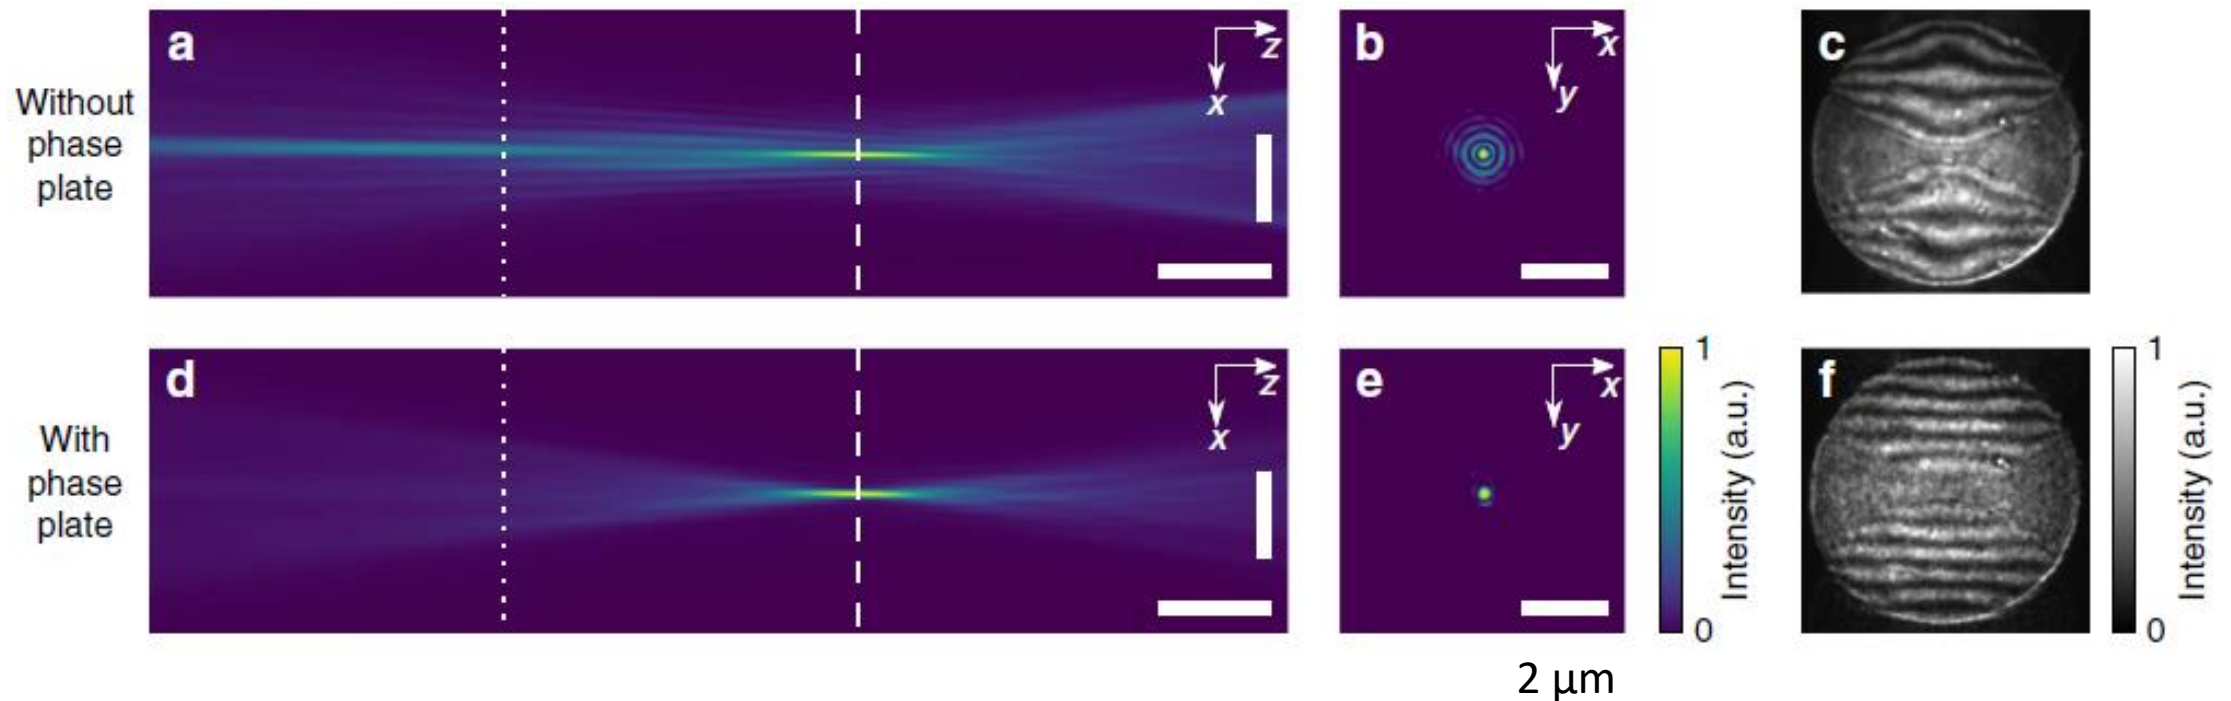 Without
phase
plate
a
z
x
b
x
y
c
With
phase
plate
d
z
x
e
x
y
1
Intensity (a.u.)
0
f
1
Intensity (a.u.)
0
2 μm